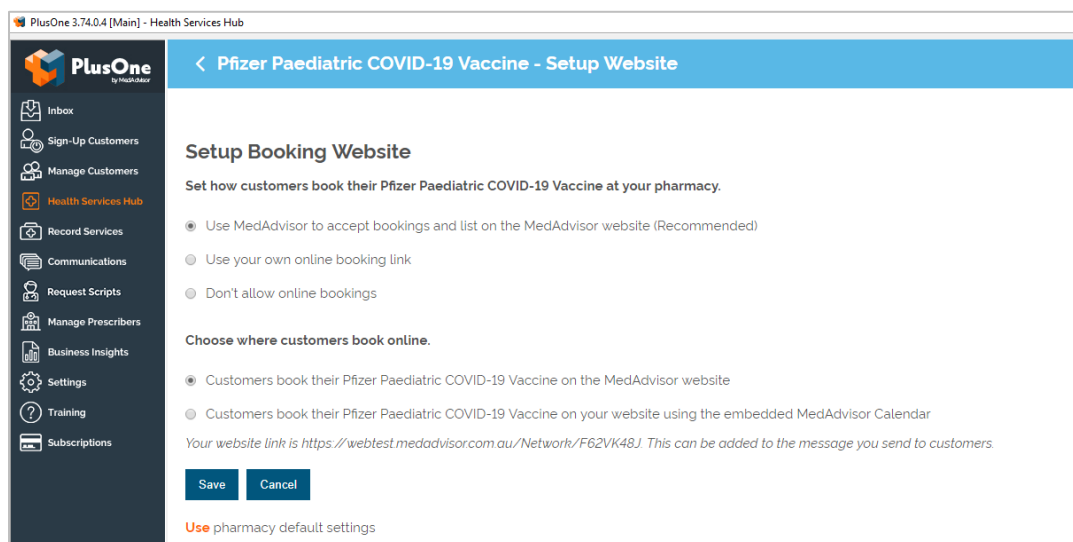 PlusOne 3.74.0.4 [Main] - Health Services Hub
PlusOne
by MedAdvisor
Pfizer Paediatric COVID-19 Vaccine - Setup Website
Inbox
Sign-Up Customers
Manage Customers
Health Services Hub
Record Services
Communications
Request Scripts
Manage Prescribers
Business Insights
Settings
Training
Subscriptions
Setup Booking Website
Set how customers book their Pfizer Paediatric COVID-19 Vaccine at your pharmacy.
Use MedAdvisor to accept bookings and list on the MedAdvisor website (Recommended)
Use your own online booking link
Don't allow online bookings
Choose where customers book online.
Customers book their Pfizer Paediatric COVID-19 Vaccine on the MedAdvisor website
Customers book their Pfizer Paediatric COVID-19 Vaccine on your website using the embedded MedAdvisor Calendar
Your website link is https://webtest.medadvisor.com.au/Network/F62VK48J. This can be added to the message you send to customers.
Save Cancel
Use pharmacy default settings